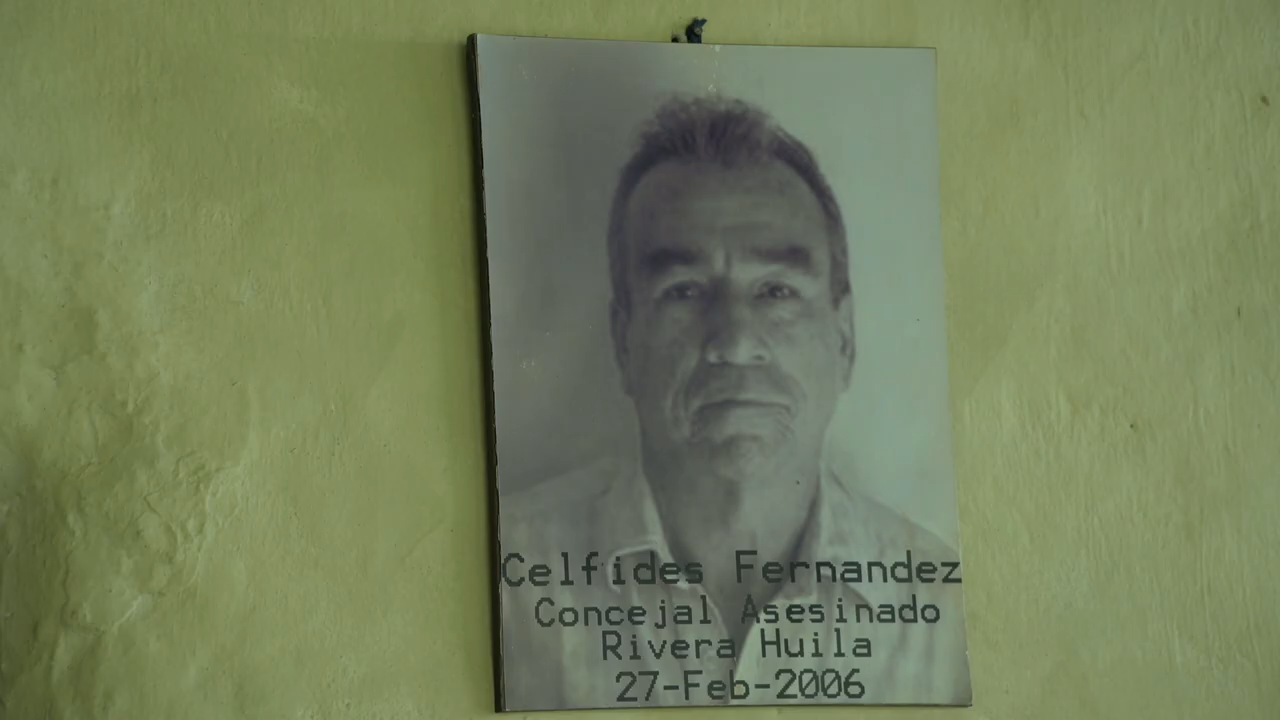 Celfides Fernandez
Concejal Asesinado
Rivera Huila
27-Feb-2006